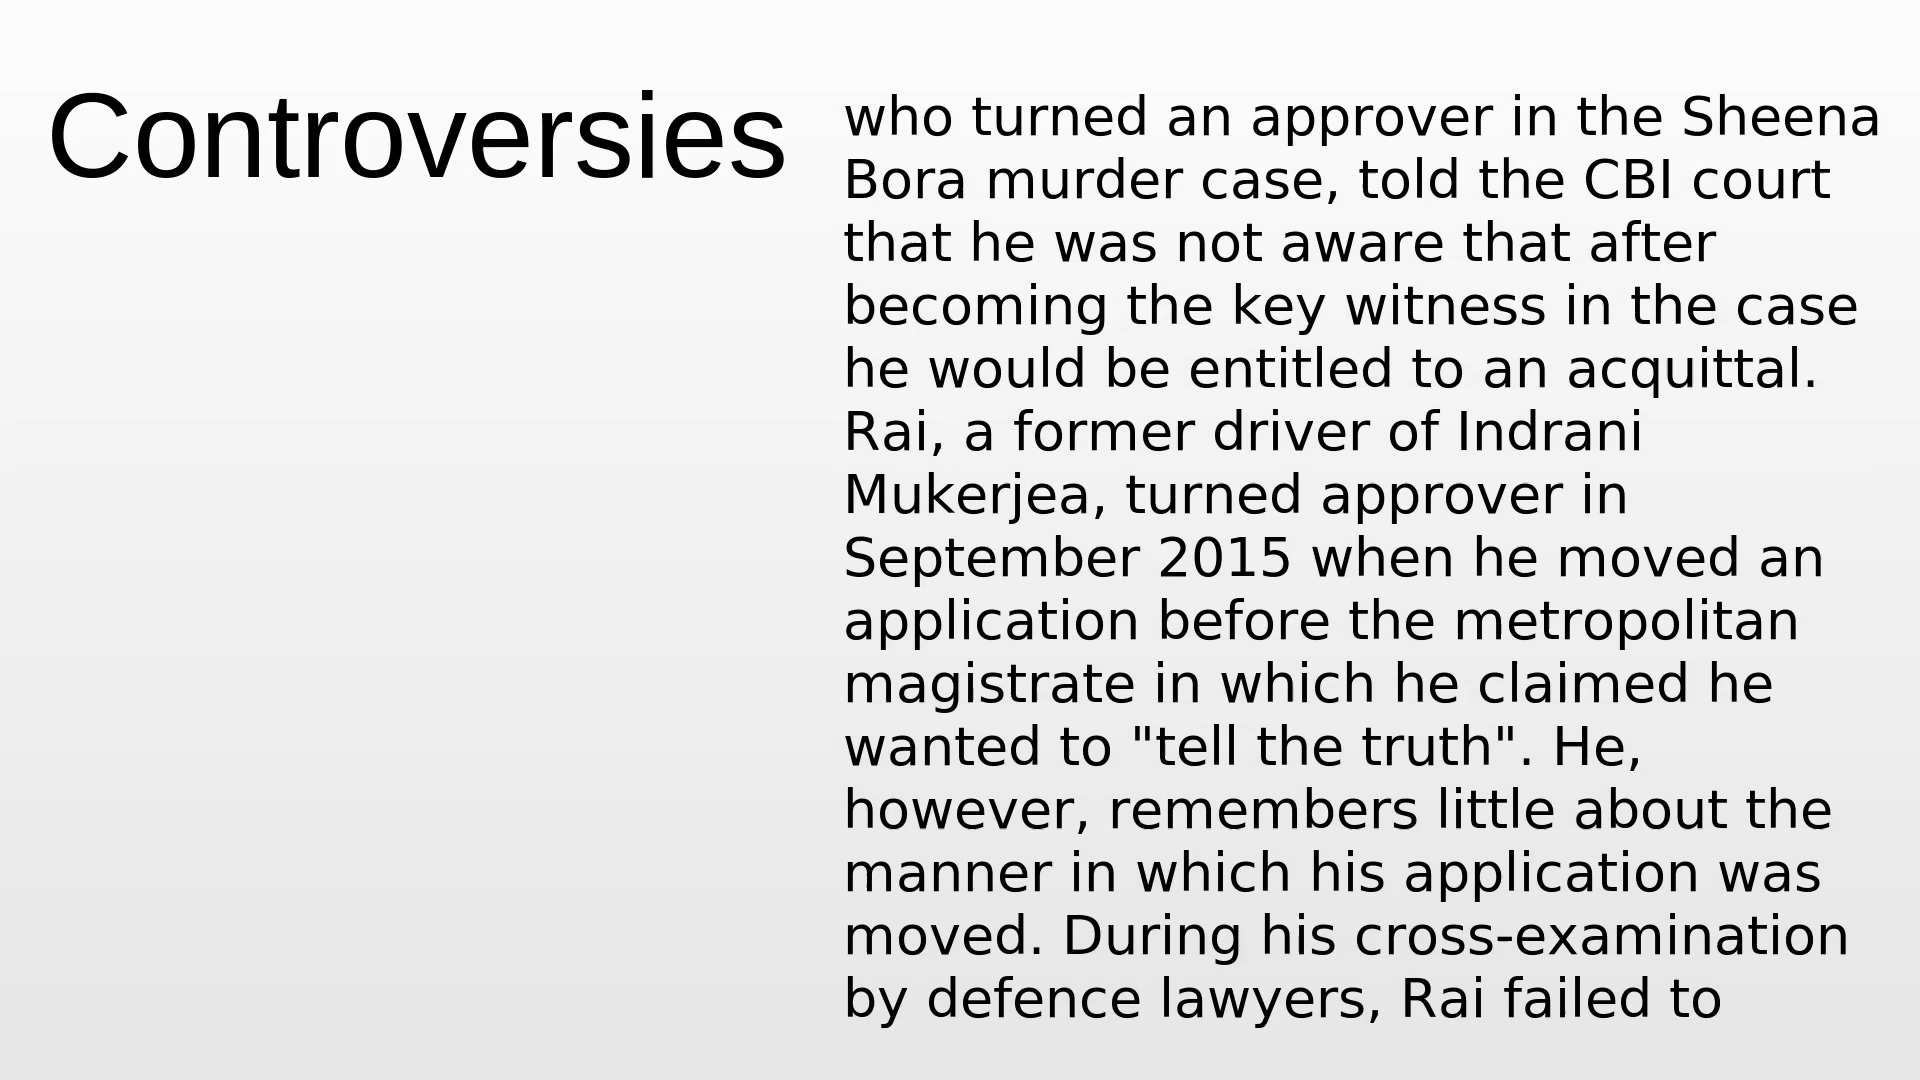 Controversies
who turned an approver in the Sheena
Bora murder case, told the CBI court
that he was not aware that after
becoming the key witness in the case
he would be entitled to an acquittal.
Rai, a former driver of Indrani
Mukerjea, turned approver in
September 2015 when he moved an
application before the metropolitan
magistrate in which he claimed he
wanted to "tell the truth". He,
however, remembers little about the
manner in which his application was
moved. During his cross-examination
by defence lawyers, Rai failed to